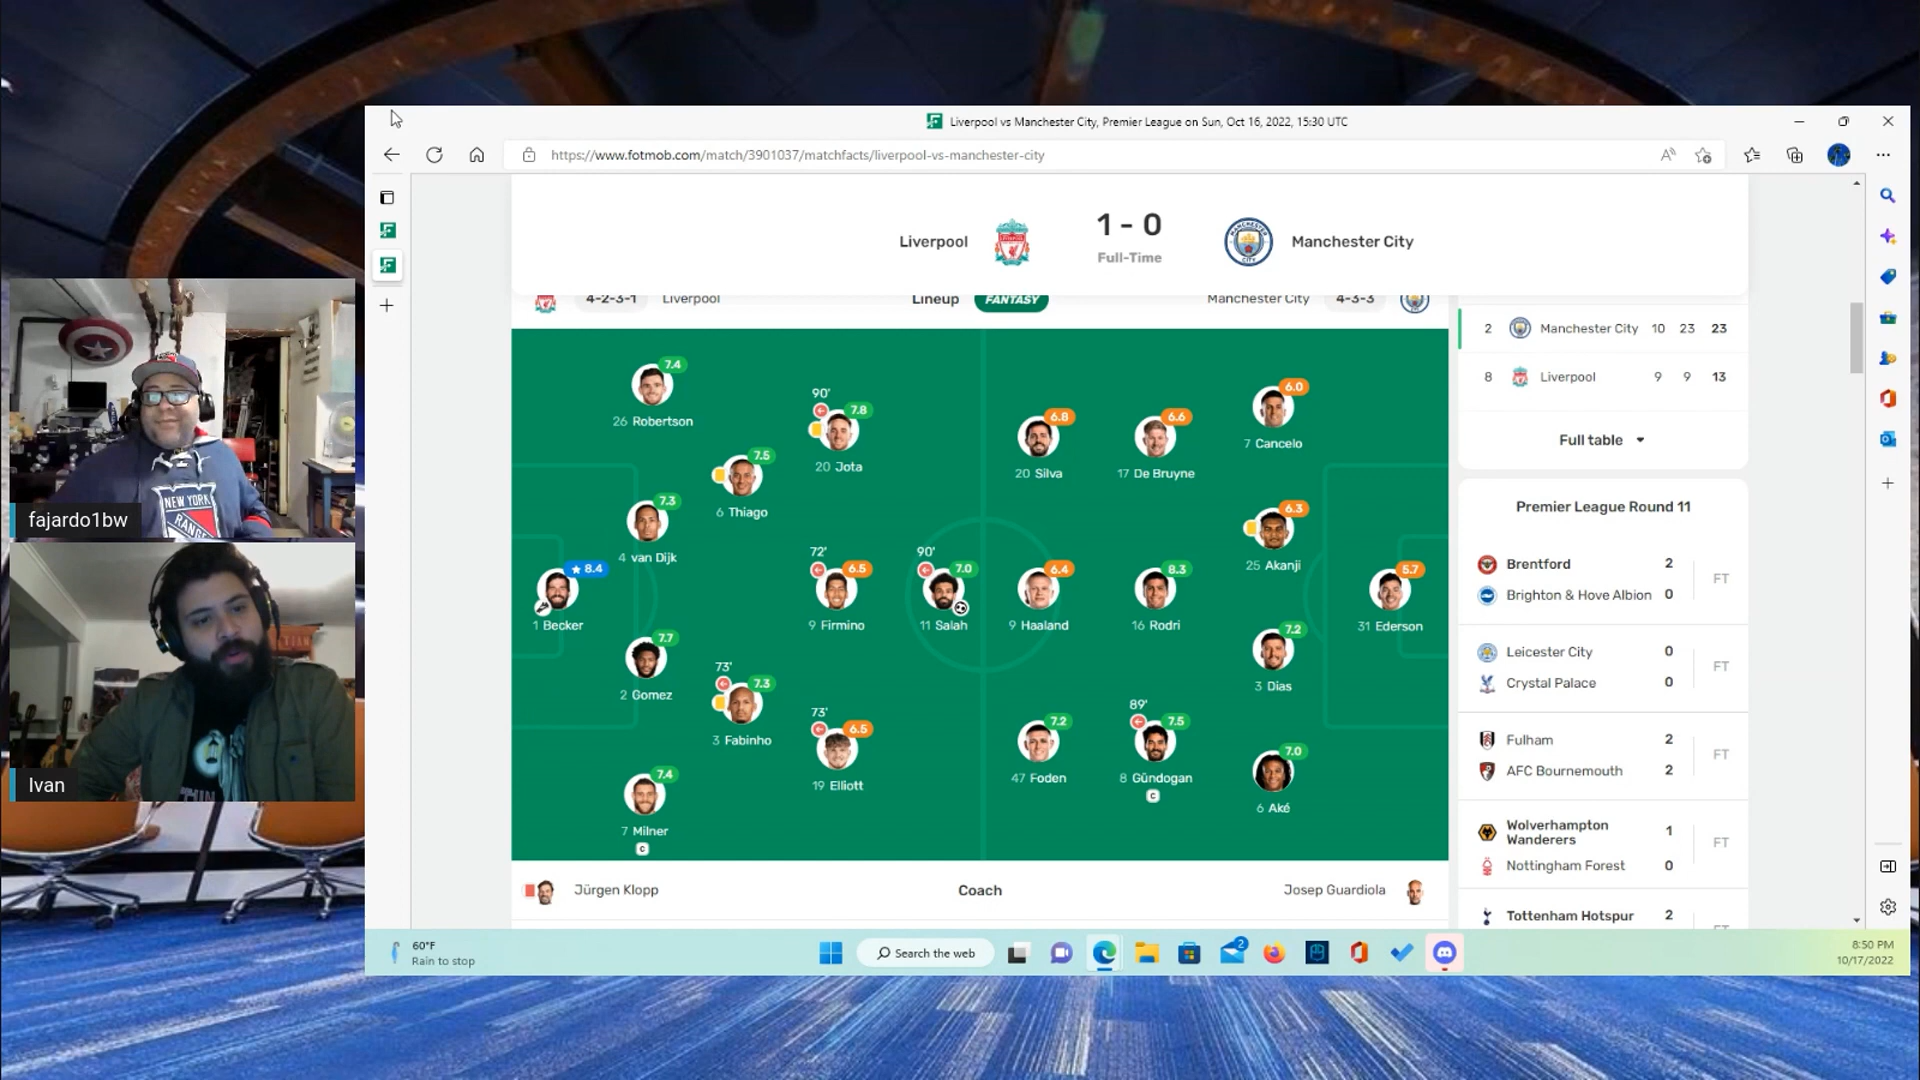 Liverpool vs Manchester City, Premier League on Sun, Oct 16, 2022, 15:30 UTC
https://www.fotmob.com/match/3901037/matchfacts/liverpool-vs-manchester-city
Liverpool
1 - 0
Full-Time
Manchester City
4-2-3-1 Liverpool
Lineup FANTASY
Manchester City 4-3-3
7.4
26 Robertson
90'
7.8
20 Jota
7.5
6 Thiago
7.3
4 van Dijk
8.4
1 Becker
72'
6.5
9 Firmino
90'
7.0
11 Salah
7.7
2 Gomez
73'
7.3
3 Fabinho
73'
6.5
19 Elliott
7.4
7 Milner
C
6.8
20 Silva
6.6
17 De Bruyne
6.0
7 Cancelo
6.3
25 Akanji
6.4
9 Haaland
8.3
16 Rodri
5.7
31 Ederson
7.2
3 Dias
7.2
47 Foden
89'
7.5
8 Gündogan
C
7.0
6 Aké
Jürgen Klopp
Coach
Josep Guardiola
2 Manchester City 10 23 23
8 Liverpool 9 9 13
Full table
Premier League Round 11
Brentford 2
Brighton & Hove Albion 0
FT
Leicester City 0
Crystal Palace 0
FT
Fulham 2
AFC Bournemouth 2
FT
Wolverhampton
Wanderers 1
Nottingham Forest 0
FT
Tottenham Hotspur 2
NEW YORK
fajardo1bw
Ivan
60°F
Rain to stop
Search the web
2
8:50 PM
10/17/2022